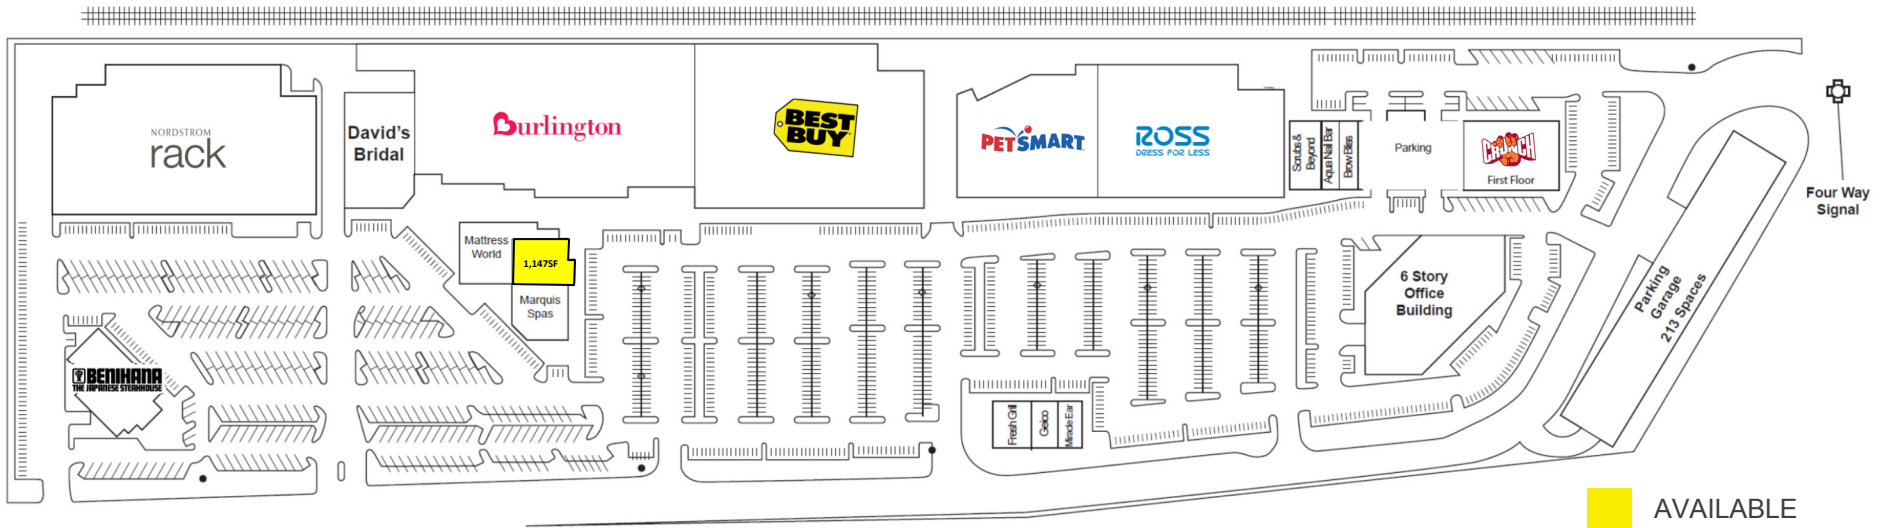 NORDSTROM
rack
David's
Bridal
Burlington
BEST
BUY
PETSMART
ROSS
DRESS FOR LESS
Scrubs &
Beyond
Aqua Nail Bar
Brow Bliss
Parking
CRUNCH
First Floor
Four Way
Signal
Mattress
World
1,147SF
Marquis
Spas
6 Story
Office
Building
Parking
Garage
213 Spaces
BENIHANA
THE JAPANESE STEAKHOUSE
Fresh Grill
Geico
Miracle Ear
AVAILABLE